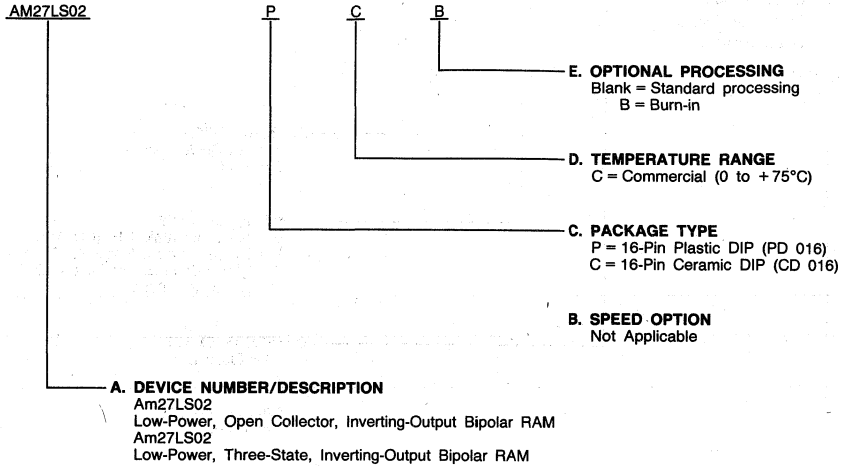 AM27LS02 P C B
E. OPTIONAL PROCESSING
Blank = Standard processing
B = Burn-in
D. TEMPERATURE RANGE
C = Commercial (0 to +75°C)
C. PACKAGE TYPE
P = 16-Pin Plastic DIP (PD 016)
C = 16-Pin Ceramic DIP (CD 016)
B. SPEED OPTION
Not Applicable
A. DEVICE NUMBER/DESCRIPTION
Am27LS02
Low-Power, Open Collector, Inverting-Output Bipolar RAM
Am27LS02
Low-Power, Three-State, Inverting-Output Bipolar RAM